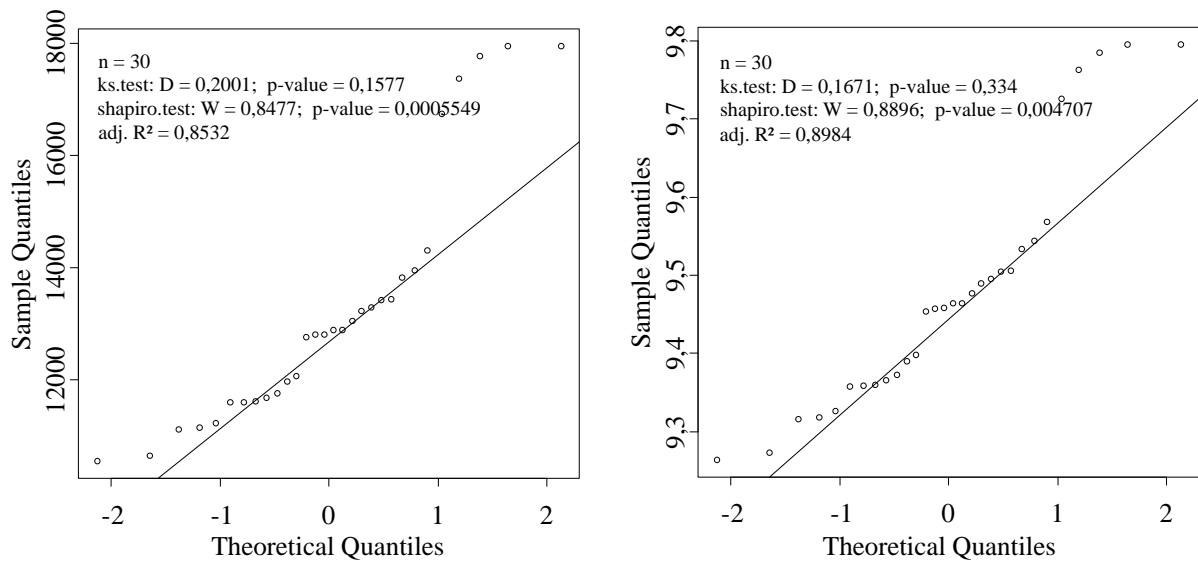 n = 30
ks.test: D = 0,2001; p-value = 0,1577
shapiro.test: W = 0,8477; p-value = 0,0005549
adj. R² = 0,8532
Sample Quantiles
18000
16000
14000
12000
-2 -1 0 1 2
Theoretical Quantiles
n = 30
ks.test: D = 0,1671; p-value = 0,334
shapiro.test: W = 0,8896; p-value = 0,004707
adj. R² = 0,8984
Sample Quantiles
9,8
9,7
9,6
9,5
9,4
9,3
-2 -1 0 1 2
Theoretical Quantiles